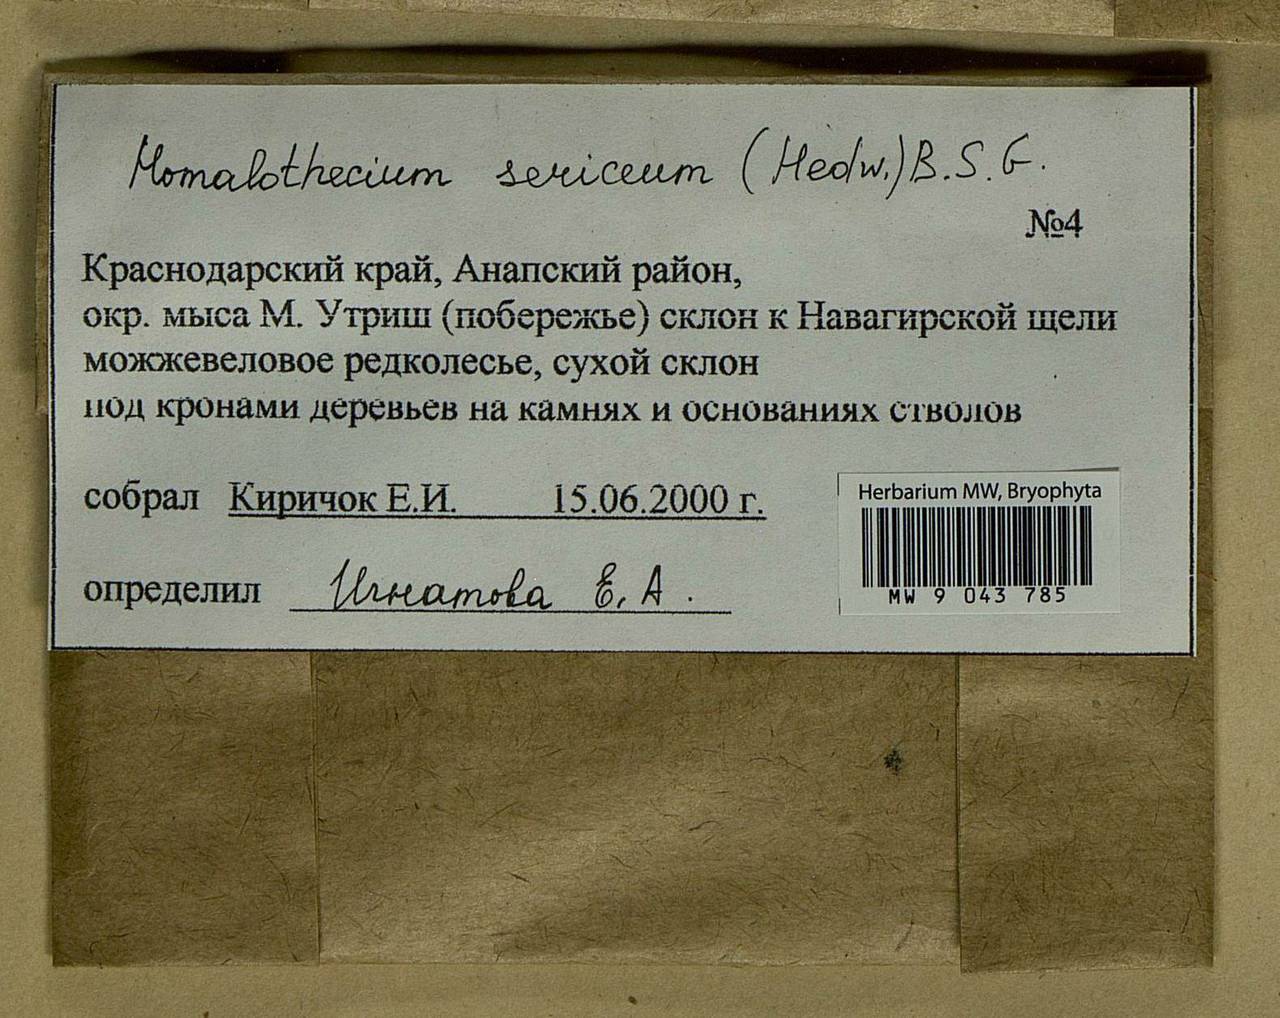 Homalothecium sericeum (Hedw.) B.S.G.
№4
Краснодарский край, Анапский район,
окр. мыса М. Утриш (побережье) склон к Навагирской щели
можжевеловое редколесье, сухой склон
под кронами деревьев на камнях и основаниях стволов
собрал Киричок Е.И. 15.06.2000 г.
Herbarium MW, Bryophyta
MW 9 043 785
определил Игнатова Е.А.